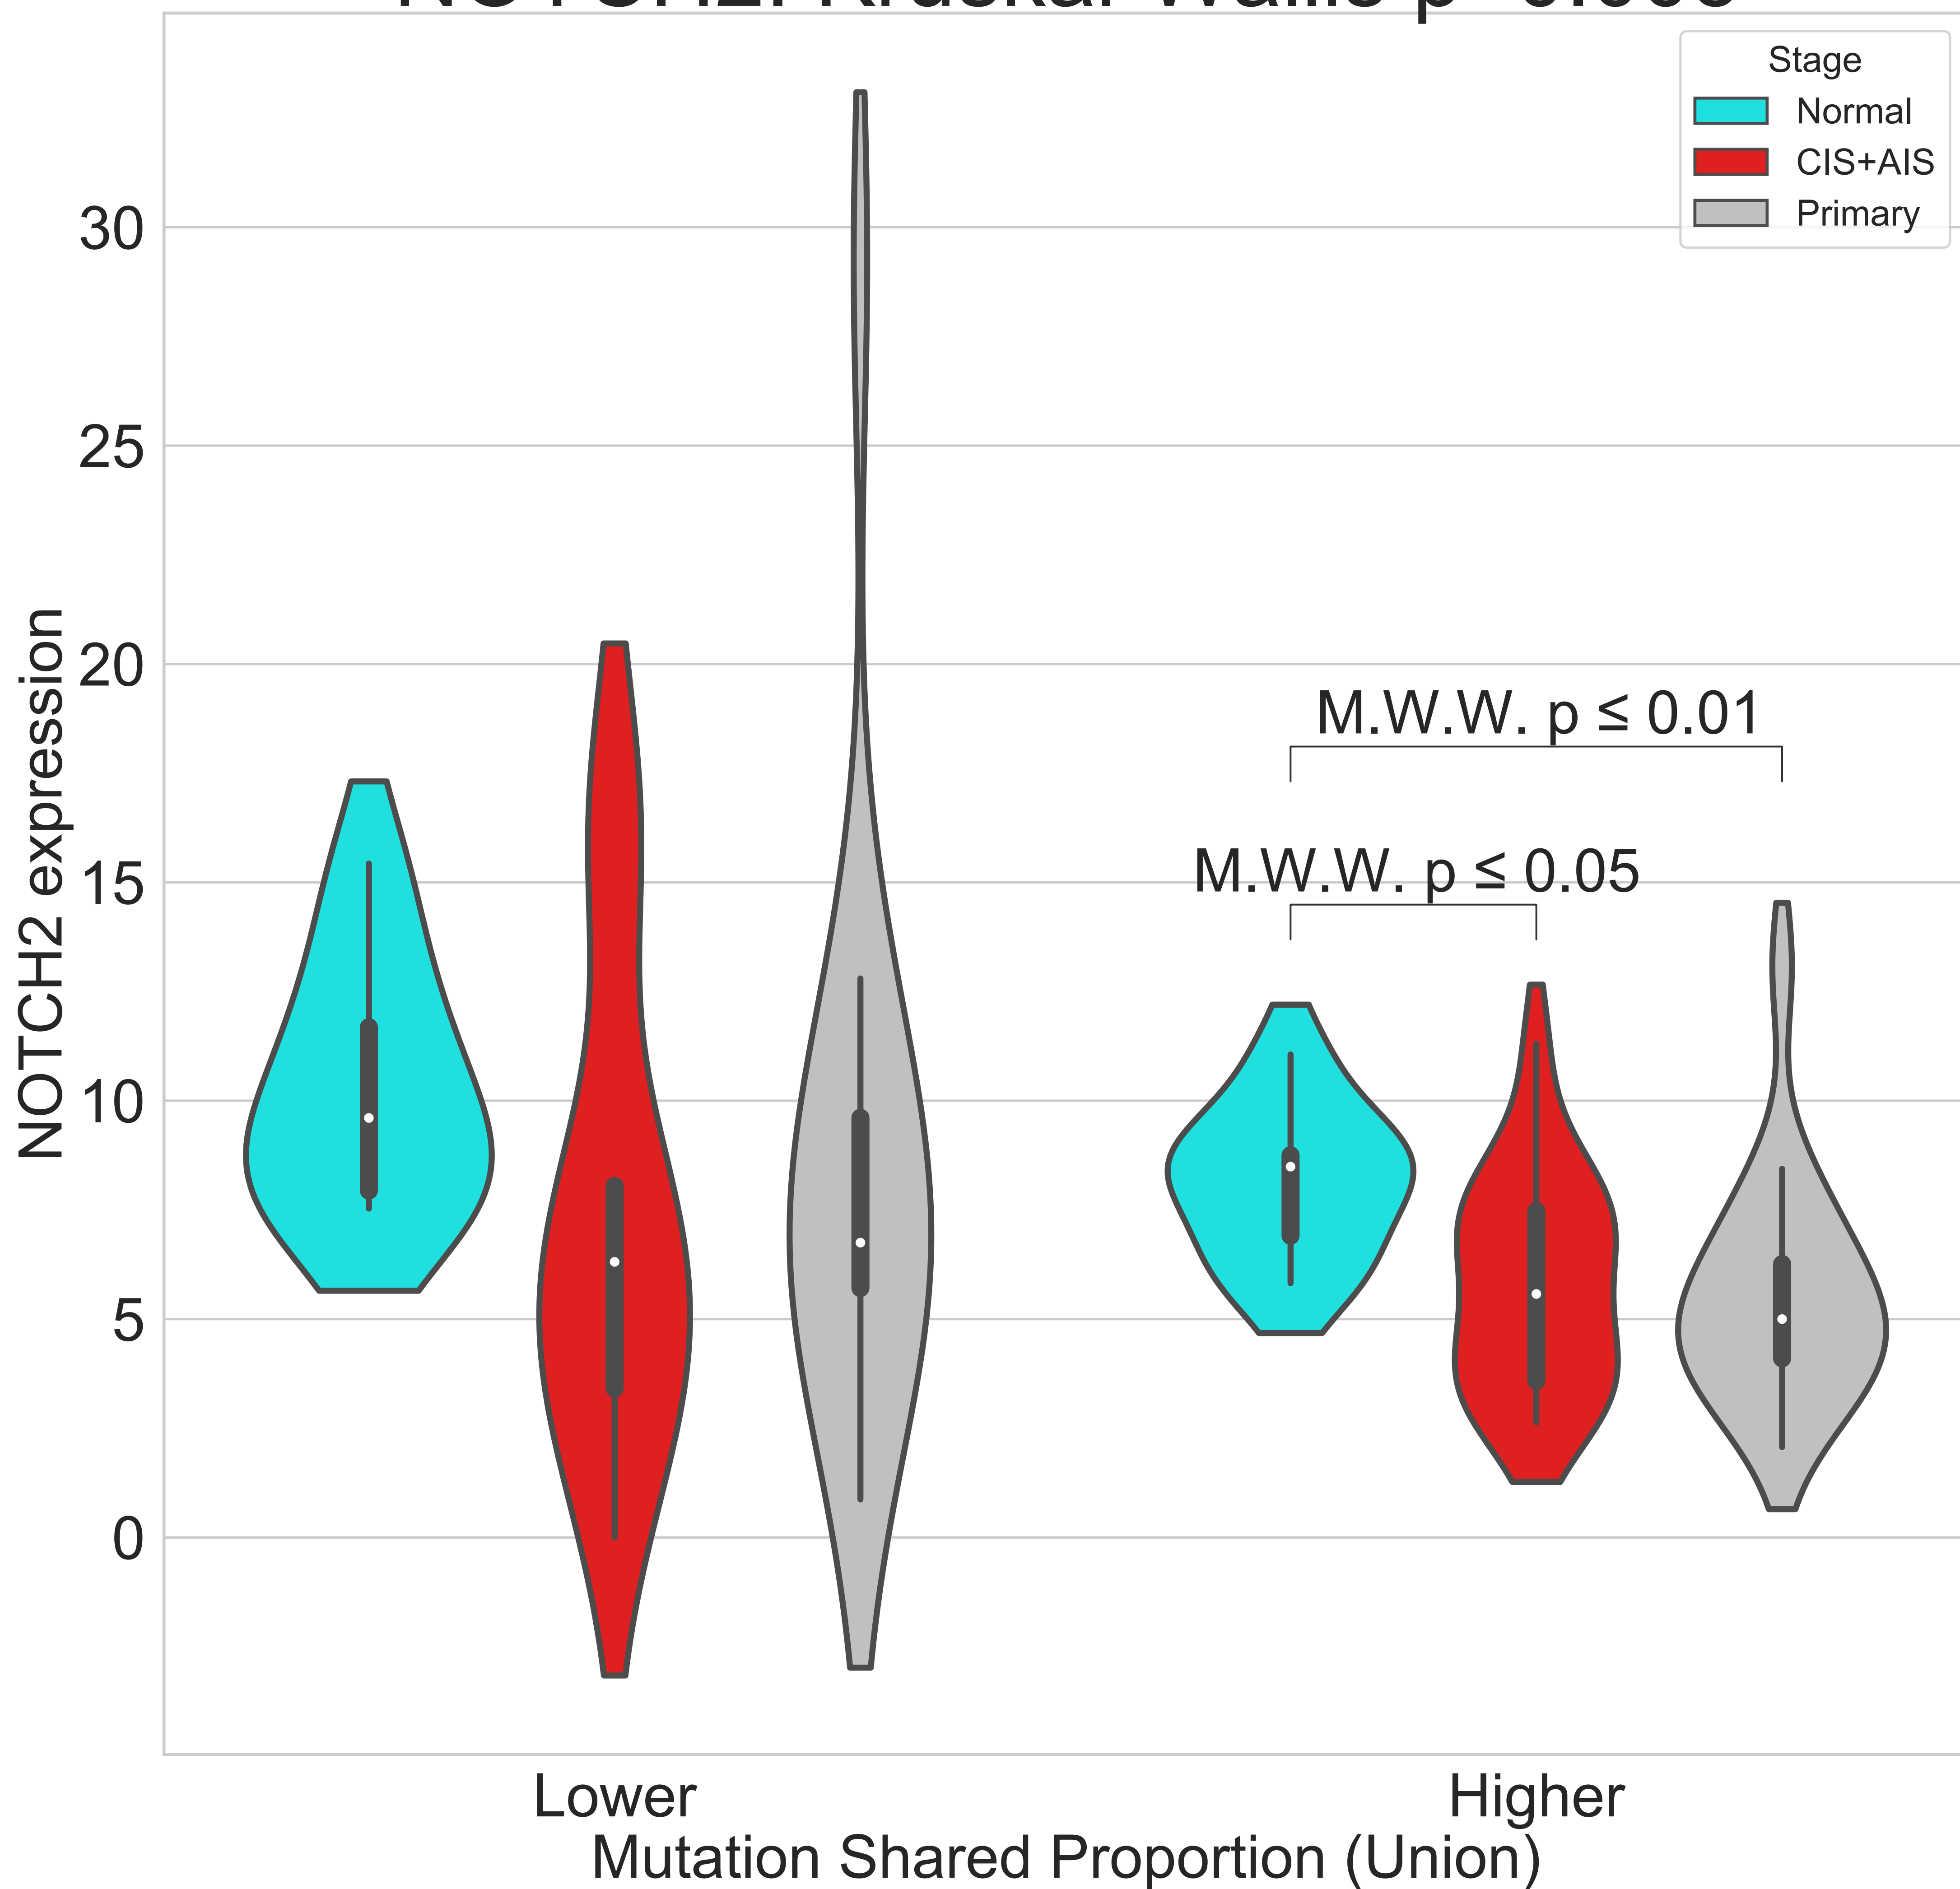 Stage
Normal
CIS+AIS
Primary
30
25
20
15
10
5
0
NOTCH2 expression
M.W.W. p ≤ 0.01
M.W.W. p ≤ 0.05
Lower
Higher
Mutation Shared Proportion (Union)